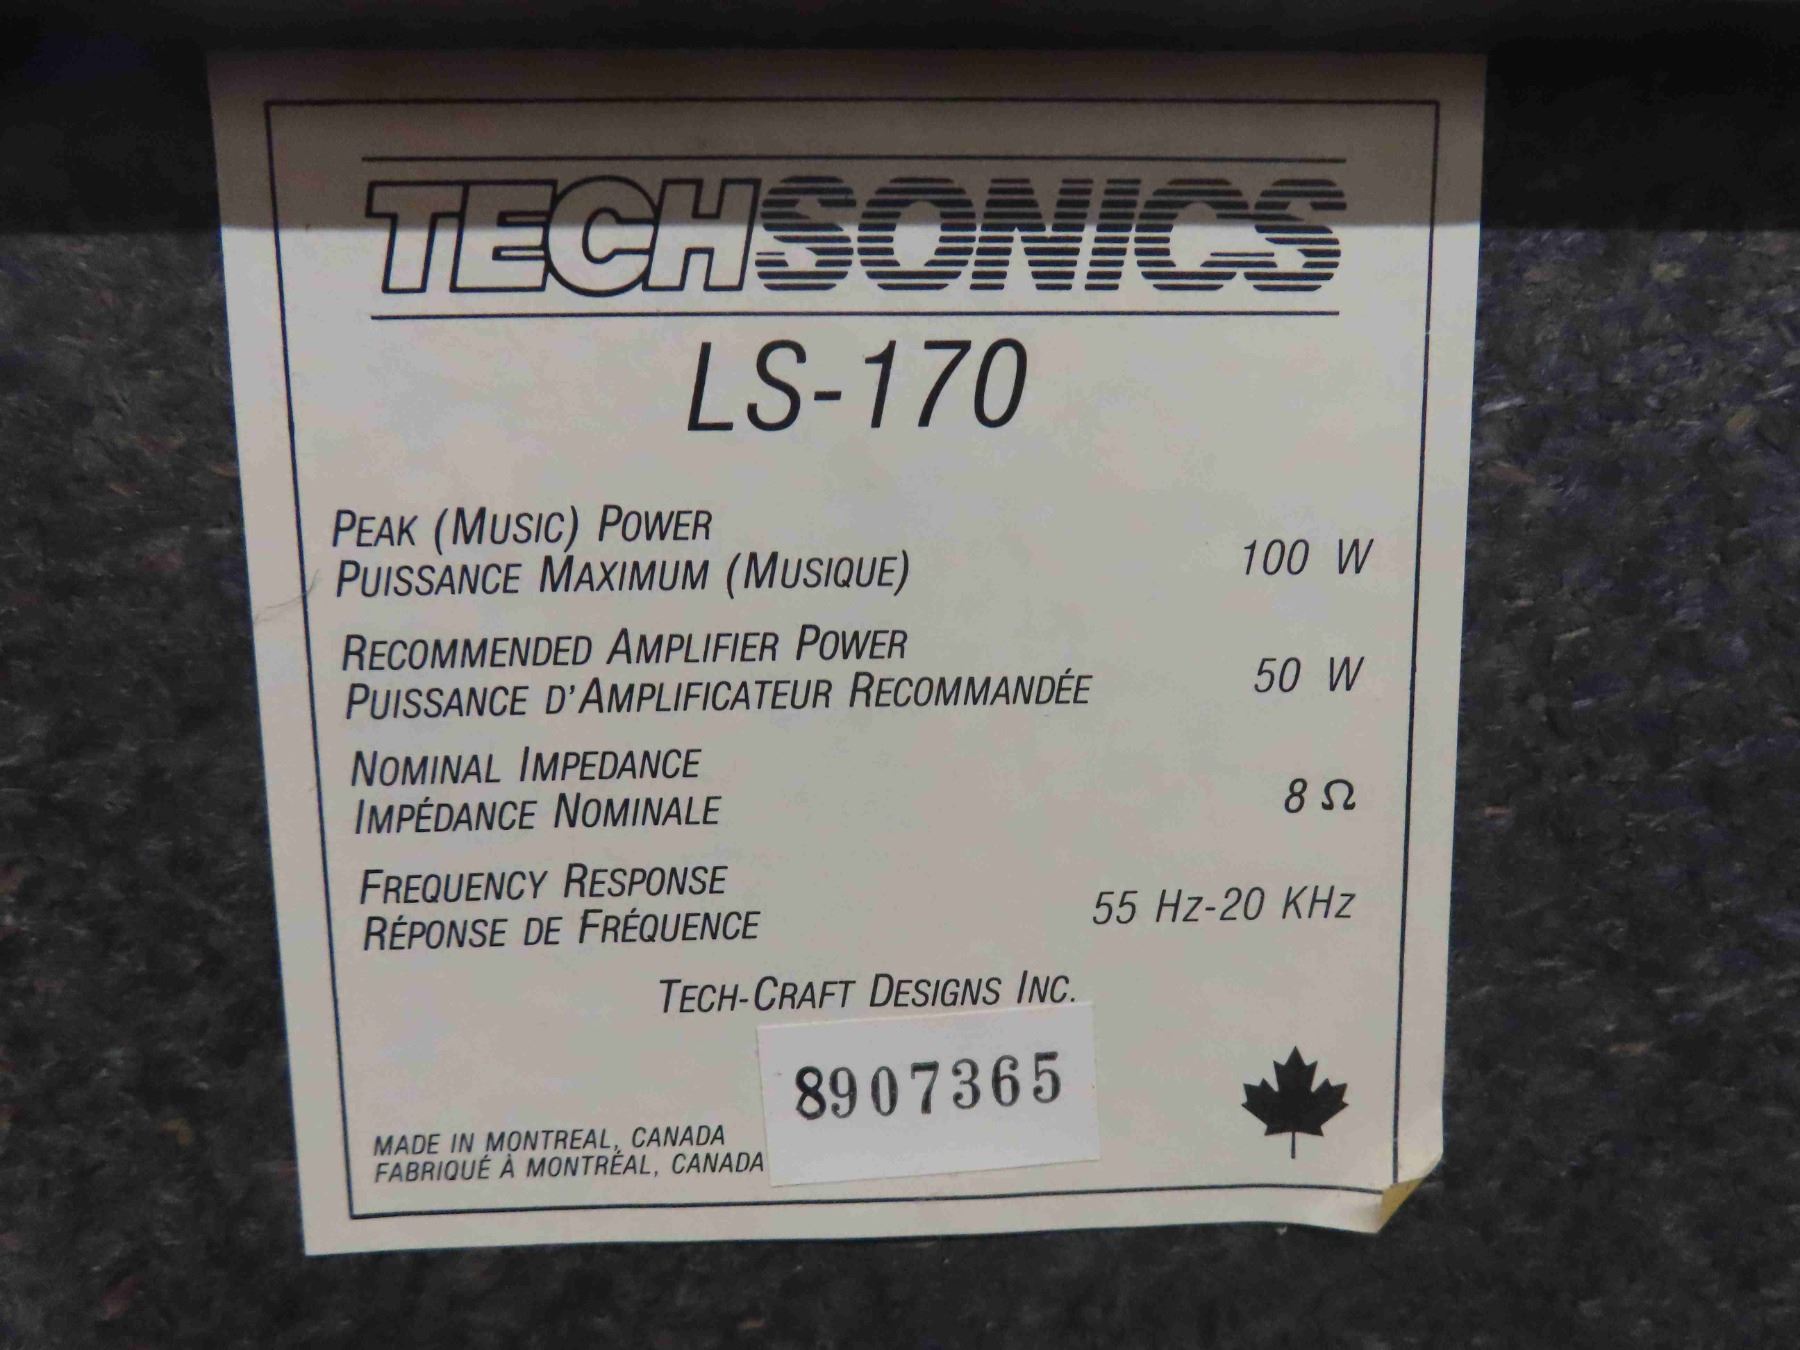 TECHSONICS
LS-170
PEAK (MUSIC) POWER
PUISSANCE MAXIMUM (MUSIQUE)
100 W
RECOMMENDED AMPLIFIER POWER
PUISSANCE D'AMPLIFICATEUR RECOMMANDÉE
50 W
NOMINAL IMPEDANCE
IMPÉDANCE NOMINALE
8 Ω
FREQUENCY RESPONSE
RÉPONSE DE FRÉQUENCE
55 HZ-20 KHZ
TECH-CRAFT DESIGNS INC.
8907365
MADE IN MONTREAL, CANADA
FABRIQUÉ À MONTRÉAL, CANADA